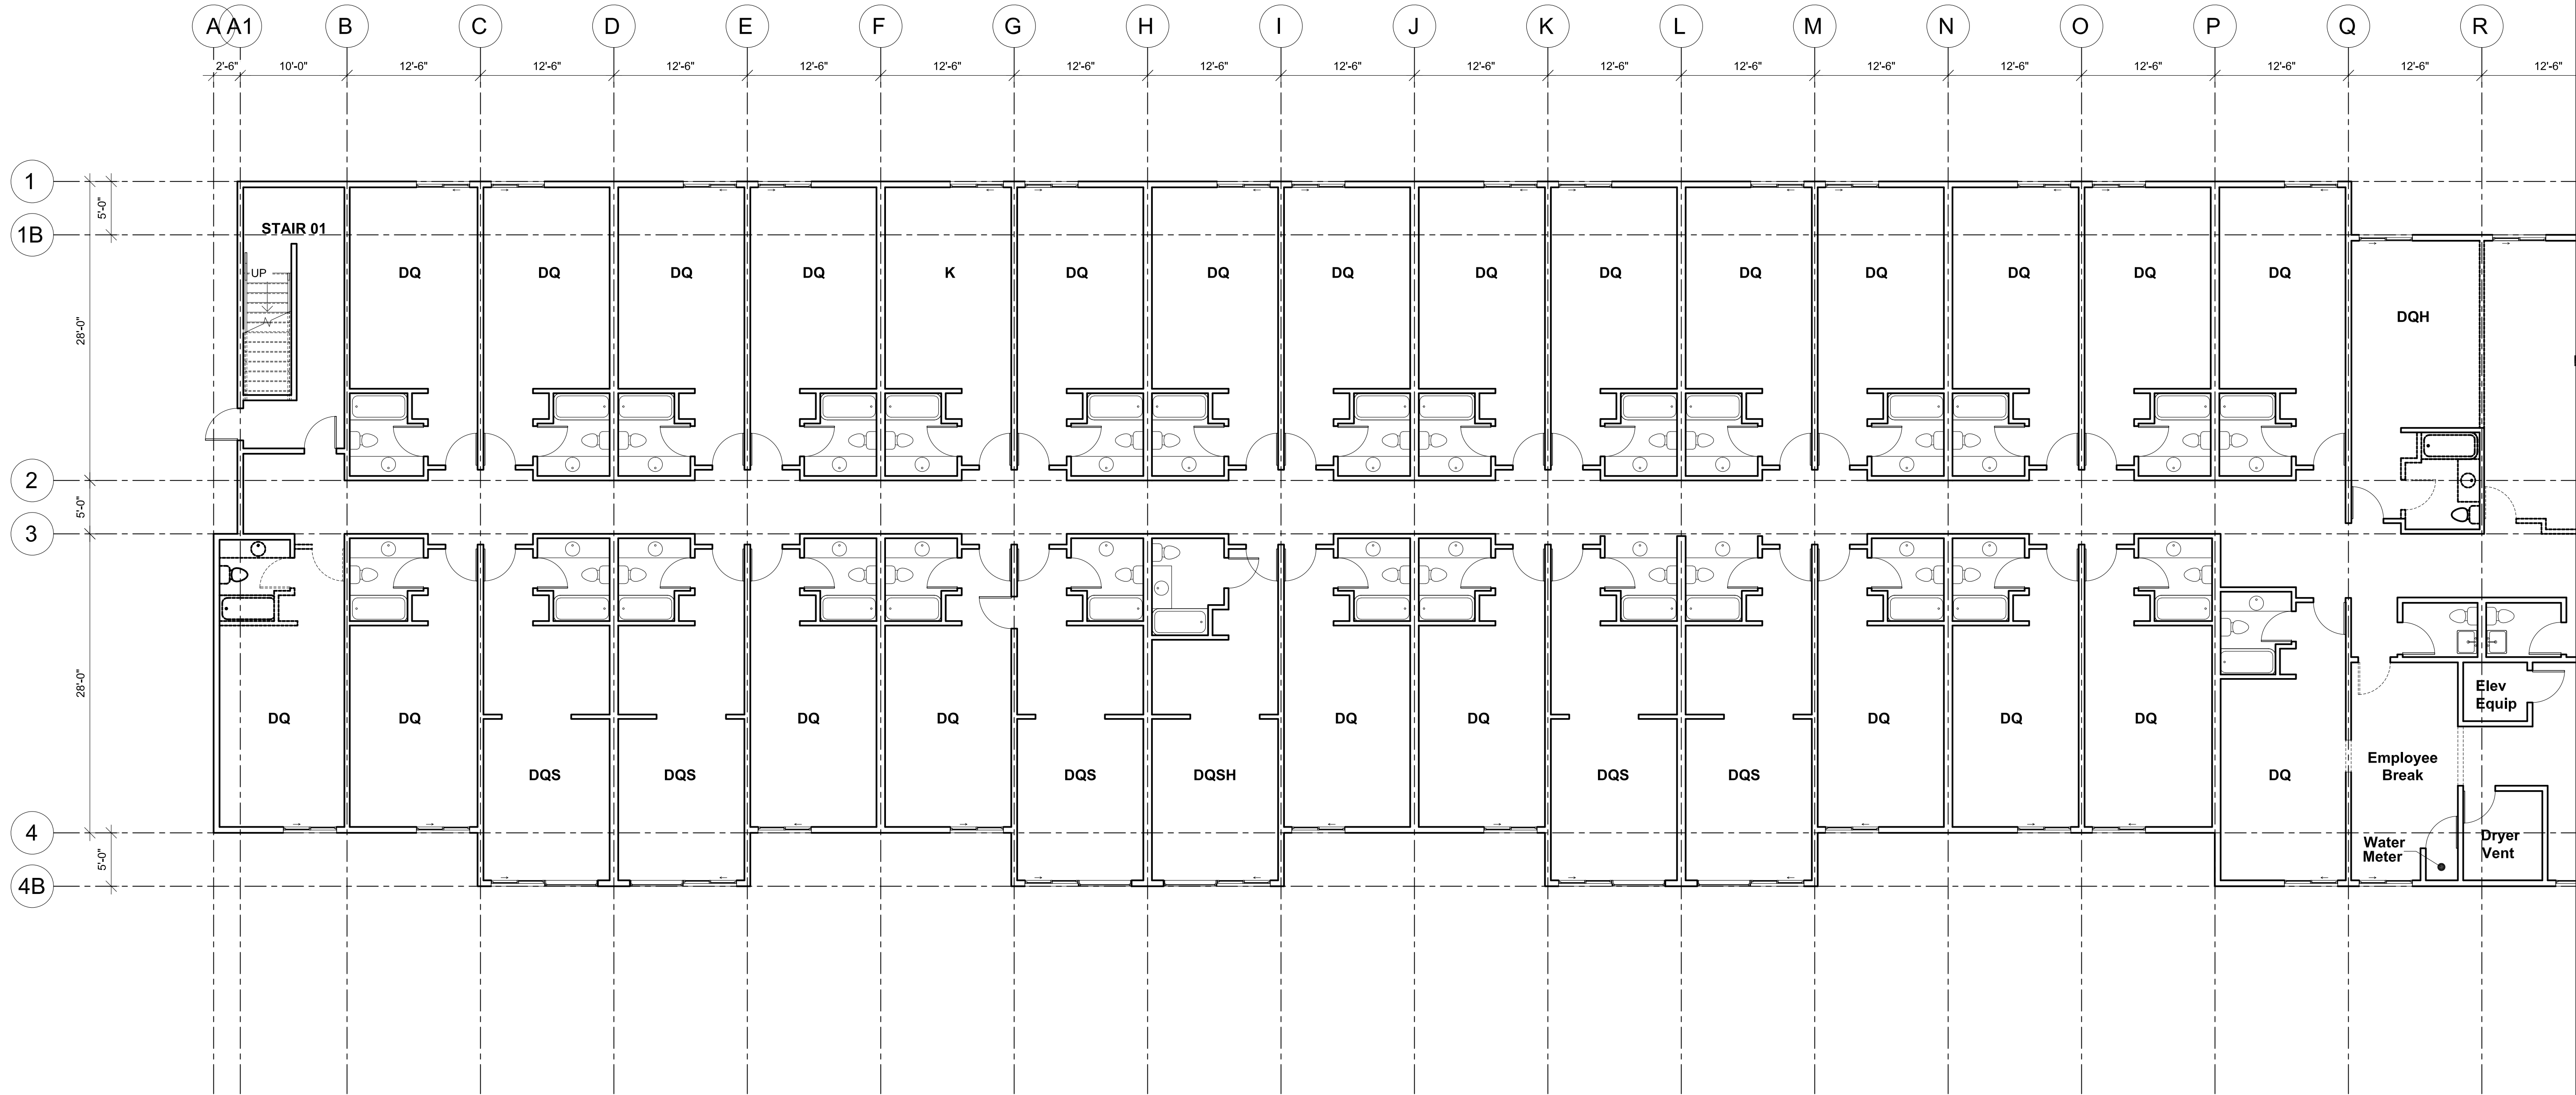 A A1 B C D E F G H I J K L M N O P Q R
2'-6" 10'-0" 12'-6" 12'-6" 12'-6" 12'-6" 12'-6" 12'-6" 12'-6" 12'-6" 12'-6" 12'-6" 12'-6" 12'-6" 12'-6" 12'-6" 12'-6" 12'-6" 12'-6"
1
5'-0"
1B
STAIR 01
UP
DQ DQ DQ DQ K DQ DQ DQ DQ DQ DQ DQ DQ DQ DQ
DQH
28'-0"
2
5'-0"
3
28'-0"
Elev
Equip
DQ DQ DQ DQ DQ DQ DQ DQ DQ
DQS DQS DQS DQSH DQS DQS DQ
Employee
Break
4
Water
Meter
Dryer
Vent
5'-0"
4B